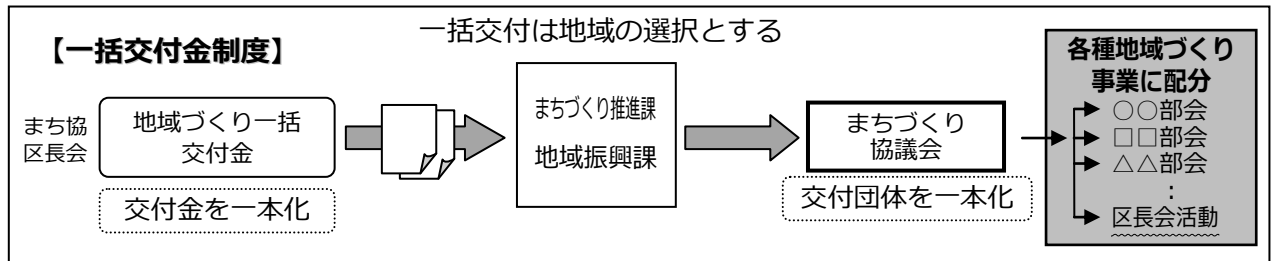 一括交付は地域の選択とする
【一括交付金制度】
まち協
区長会
地域づくり一括
交付金
交付金を一本化
まちづくり推進課
地域振興課
まちづくり
協議会
交付団体を一本化
各種地域づくり
事業に配分
○○部会
□□部会
△△部会
:
区長会活動